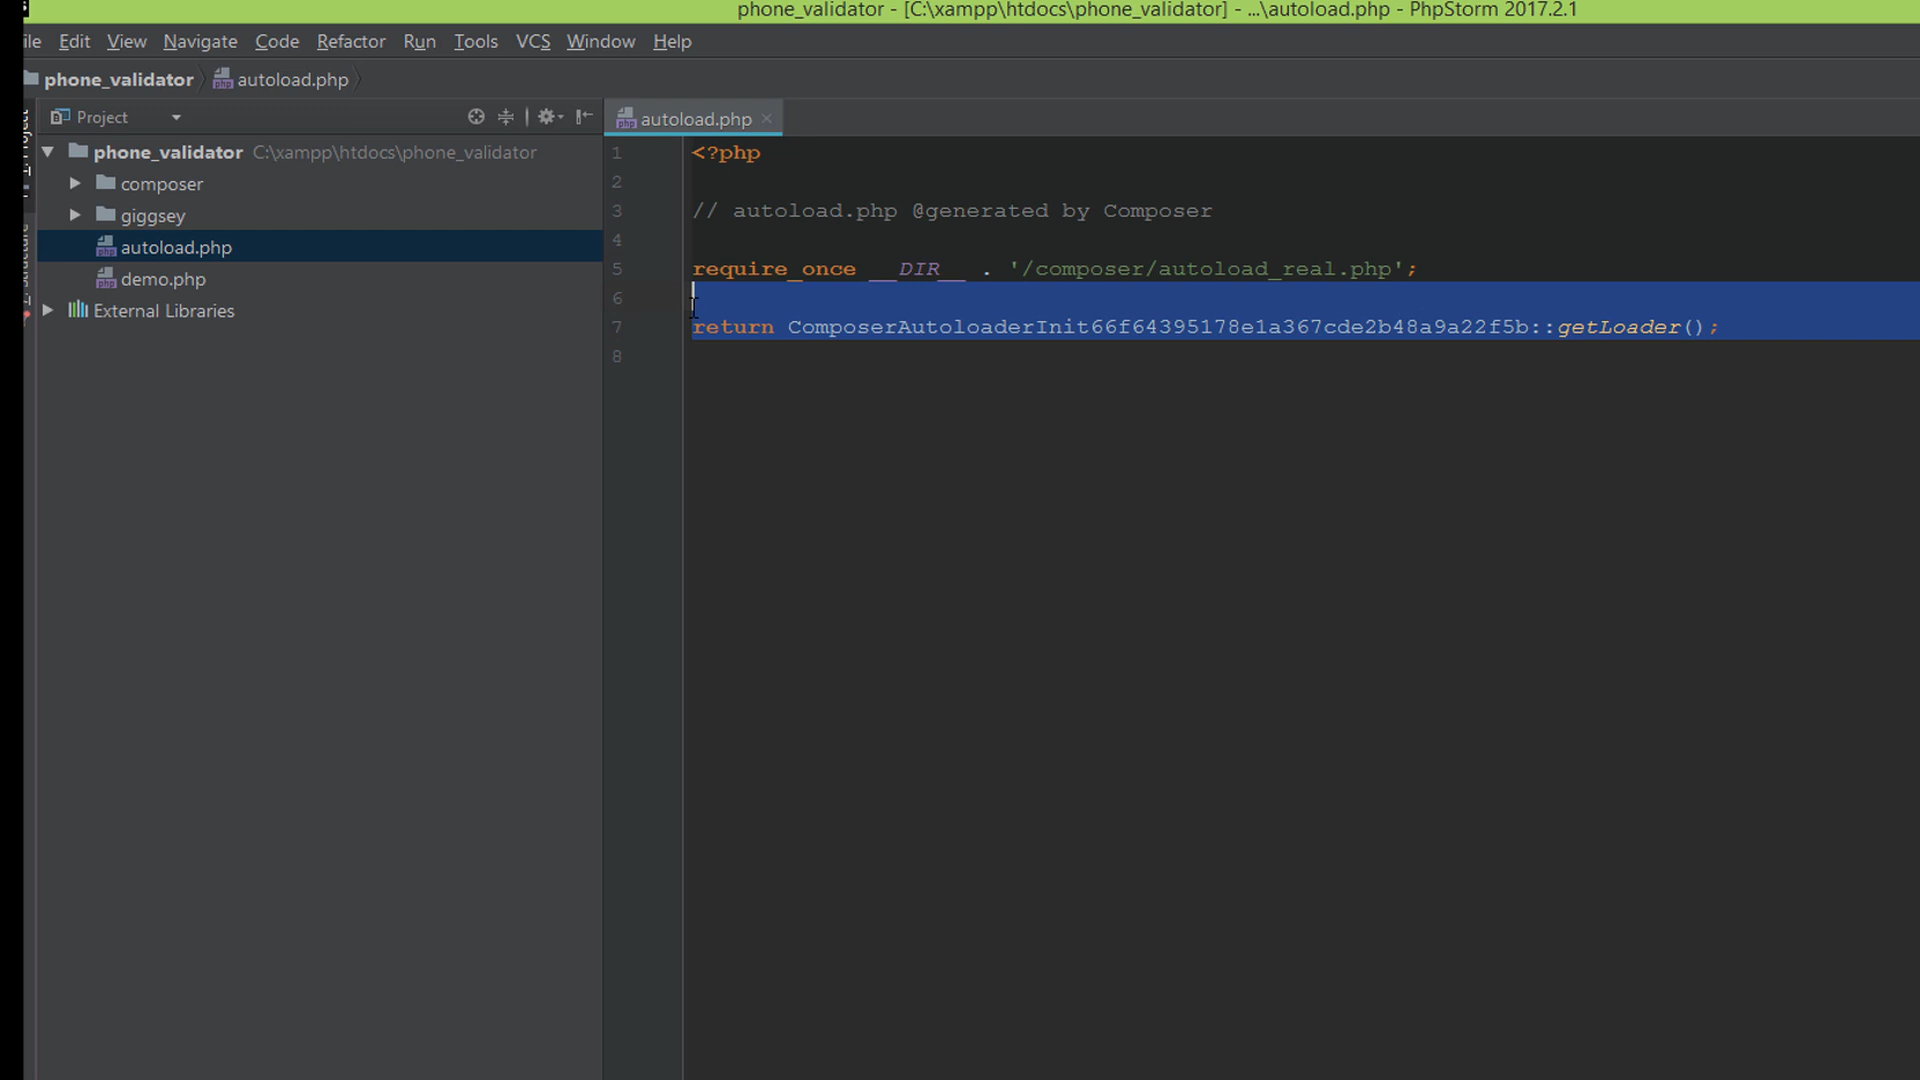 phone_validator - [C:\xampp\htdocs\phone_validator] - ...\autoload.php - PhpStorm 2017.2.1
ile Edit View Navigate Code Refactor Run Tools VCS Window Help
phone_validator autoload.php
Project
autoload.php
phone_validator C:\xampp\htdocs\phone_validator
composer
giggsey
autoload.php
demo.php
External Libraries
1 <?php
2
3 // autoload.php @generated by Composer
4
5 require_once __DIR__ . '/composer/autoload_real.php';
6
7 return ComposerAutoloaderInit66f64395178e1a367cde2b48a9a22f5b::getLoader();
8